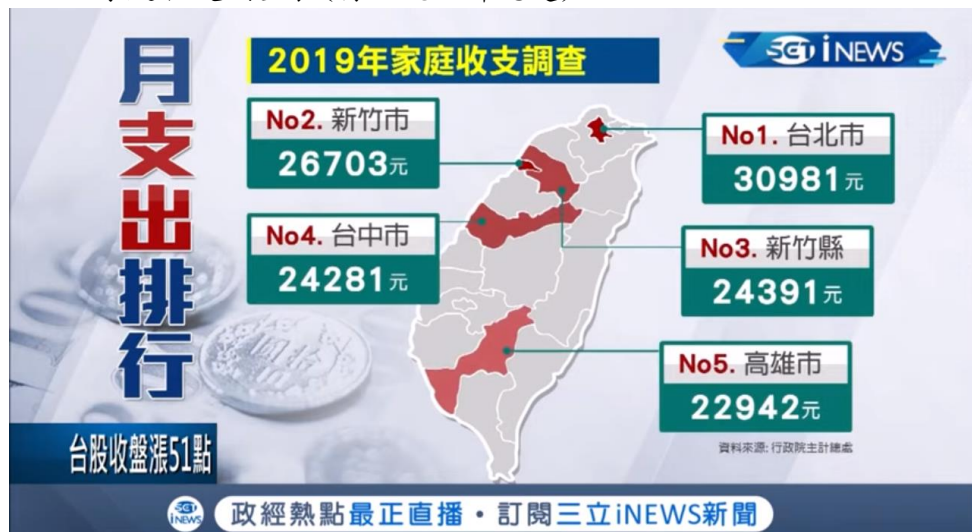 月支出排行
2019年家庭收支調查
SET iNEWS
No2. 新竹市
26703元
No1. 台北市
30981元
No4. 台中市
24281元
No3. 新竹縣
24391元
No5. 高雄市
22942元
資料來源: 行政院主計總處
台股收盤漲51點
SET iNEWS
政經熱點最正直播・訂閱三立iNEWS新聞